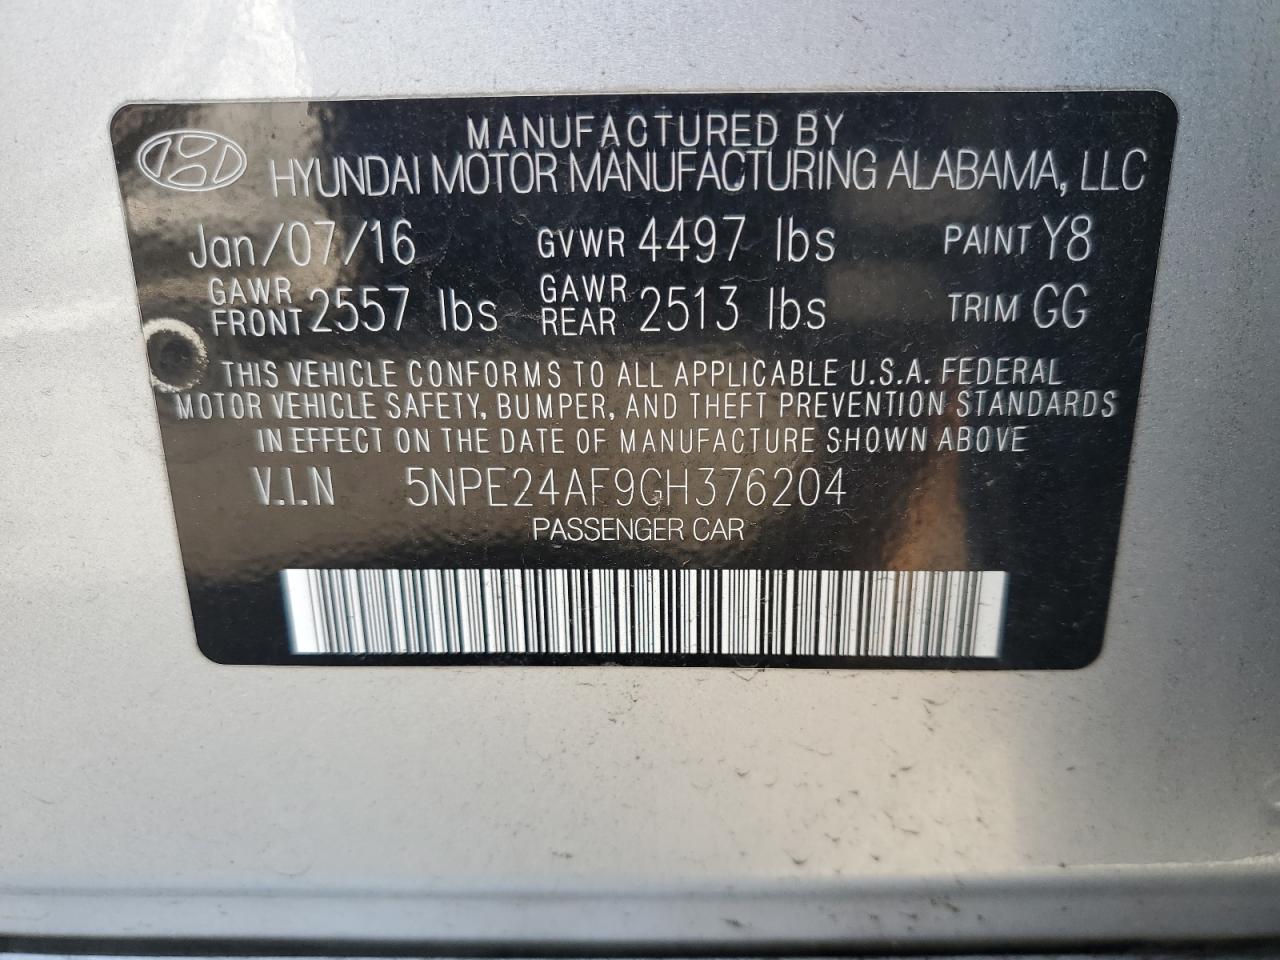 MANUFACTURED BY
HYUNDAI MOTOR MANUFACTURING ALABAMA, LLC
Jan/07/16 GVWR 4497 lbs PAINT Y8
GAWR FRONT 2557 lbs GAWR REAR 2513 lbs TRIM GG
THIS VEHICLE CONFORMS TO ALL APPLICABLE U.S.A. FEDERAL
MOTOR VEHICLE SAFETY, BUMPER, AND THEFT PREVENTION STANDARDS
IN EFFECT ON THE DATE OF MANUFACTURE SHOWN ABOVE
V.I.N 5NPE24AF9GH376204
PASSENGER CAR